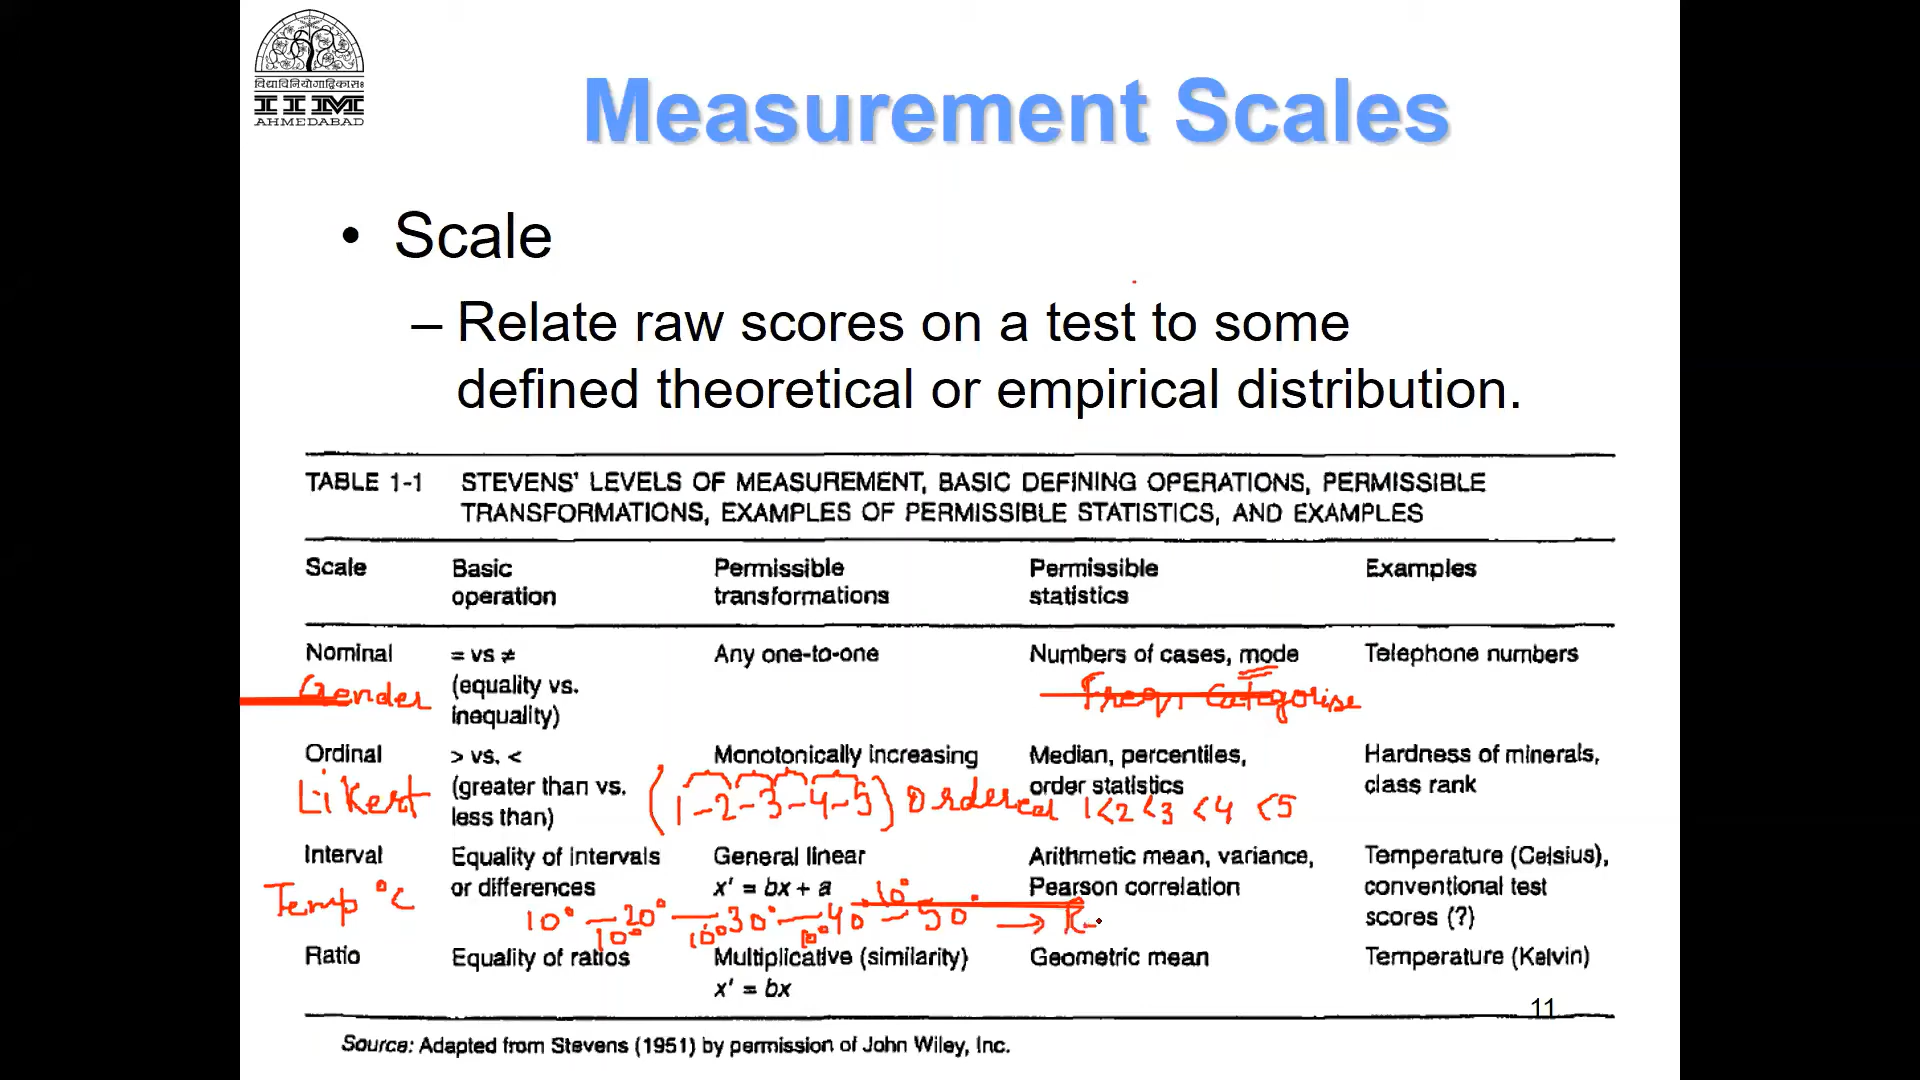 विद्याविनियोगाद्विकासः
IIM
AHMEDABAD
Measurement Scales
• Scale
– Relate raw scores on a test to some
defined theoretical or empirical distribution.
TABLE 1-1 STEVENS' LEVELS OF MEASUREMENT, BASIC DEFINING OPERATIONS, PERMISSIBLE
TRANSFORMATIONS, EXAMPLES OF PERMISSIBLE STATISTICS, AND EXAMPLES
Scale Basic Permissible Permissible Examples
operation transformations statistics
Nominal = vs ≠ Any one-to-one Numbers of cases, mode Telephone numbers
Gender (equality vs. Freqn Categorise
inequality)
Ordinal > vs. < Monotonically increasing Median, percentiles, Hardness of minerals,
Likert (greater than vs. (1-2-3-4-5) Ordered order statistics class rank
less than) 1<2<3<4<5
Interval Equality of intervals General linear Arithmetic mean, variance, Temperature (Celsius),
Temp °C or differences x' = bx + a 10° Pearson correlation conventional test
10° — 20° — 30° — 40 — 50° → R- scores (?)
10° 10° 10°
Ratio Equality of ratios Multiplicative (similarity) Geometric mean Temperature (Kelvin)
x' = bx
11
Source: Adapted from Stevens (1951) by permission of John Wiley, Inc.